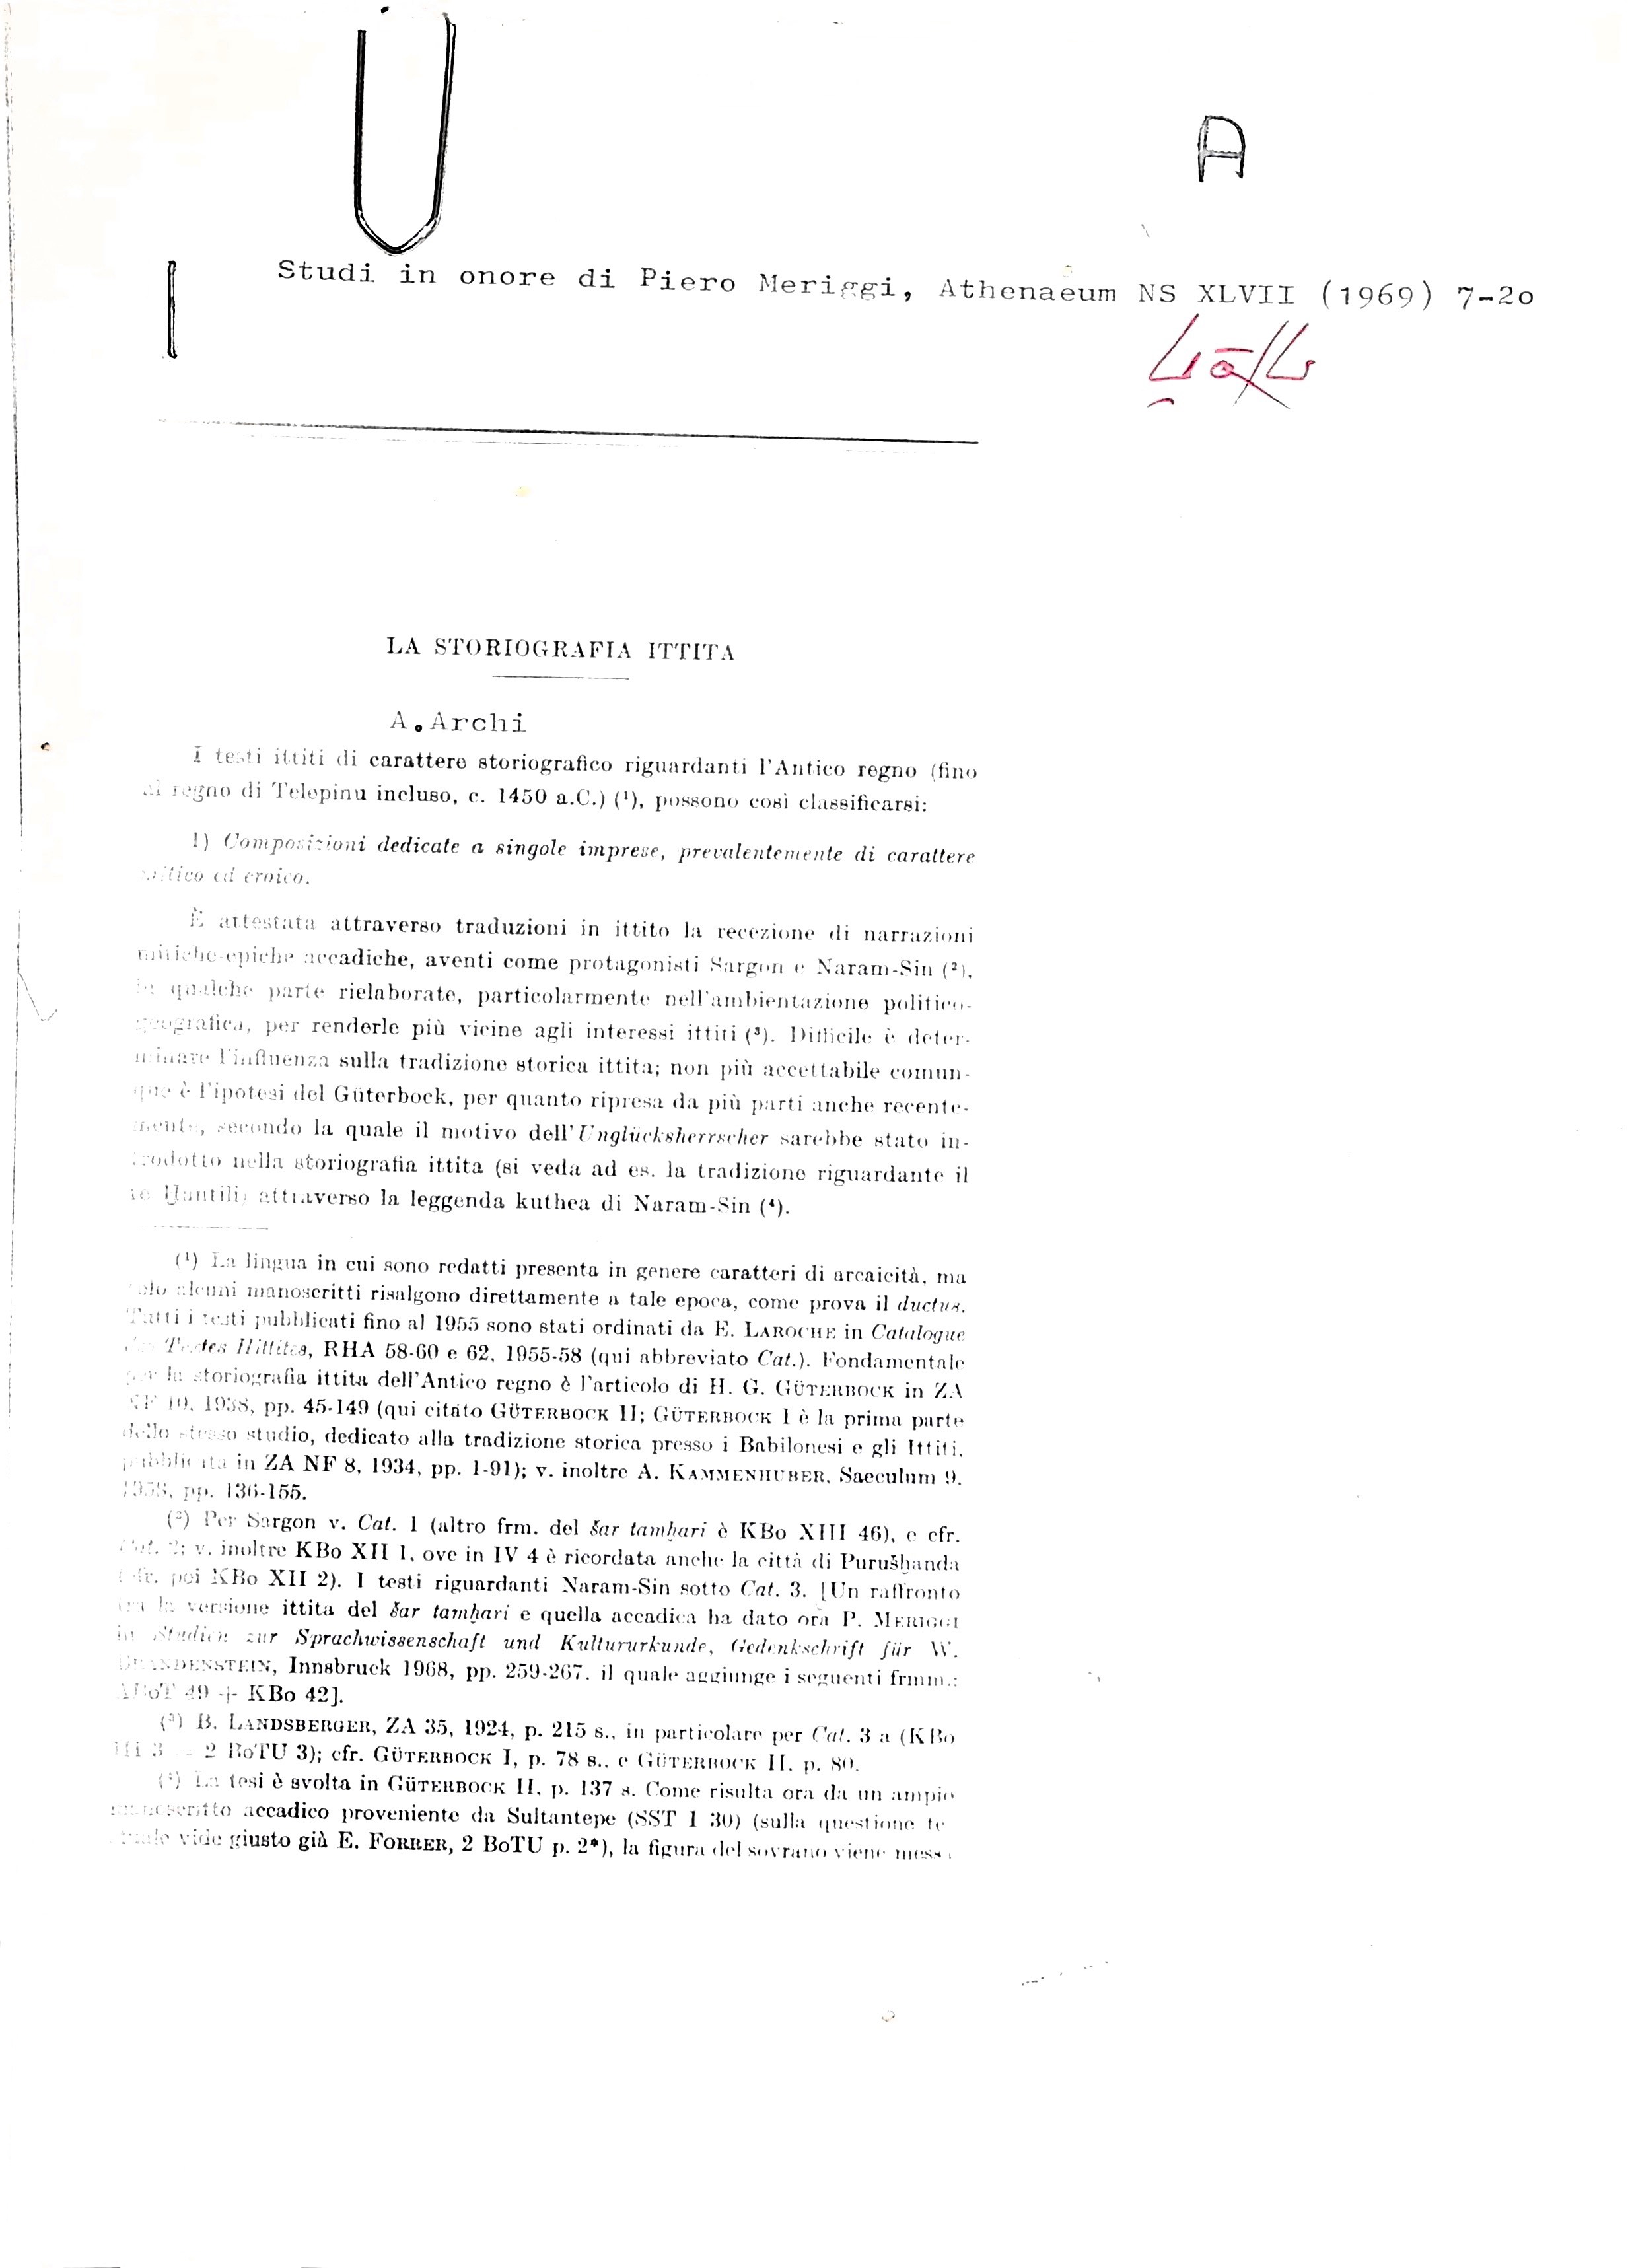 A
Studi in onore di Piero Meriggi, Athenaeum NS XLVII (1969) 7-20
LA STORIOGRAFIA ITTITA
A. Archi
I testi ittiti di carattere storiografico riguardanti l'Antico regno (fino
al regno di Telepinu incluso, c. 1450 a.C.) (¹), possono così classificarsi:
1) Composizioni dedicate a singole imprese, prevalentemente di carattere
mitico ed eroico.
È attestata attraverso traduzioni in ittito la recezione di narrazioni
mitiche-epiche accadiche, aventi come protagonisti Sargon e Naram-Sin (²),
in qualche parte rielaborate, particolarmente nell'ambientazione politico-
geografica, per renderle più vicine agli interessi ittiti (³). Difficile è deter-
minare l'influenza sulla tradizione storica ittita; non più accettabile comun-
que è l'ipotesi del Güterbock, per quanto ripresa da più parti anche recente-
mente, secondo la quale il motivo dell'Unglücksherrscher sarebbe stato in-
trodotto nella storiografia ittita (si veda ad es. la tradizione riguardante il
re Ḫantili) attraverso la leggenda kuthea di Naram-Sin (⁴).
(¹) La lingua in cui sono redatti presenta in genere caratteri di arcaicità, ma
solo alcuni manoscritti risalgono direttamente a tale epoca, come prova il ductus.
Tutti i testi pubblicati fino al 1955 sono stati ordinati da E. LAROCHE in Catalogue
des Textes Hittites, RHA 58-60 e 62, 1955-58 (qui abbreviato Cat.). Fondamentale
per la storiografia ittita dell'Antico regno è l'articolo di H. G. GÜTERBOCK in ZA
NF 10, 1938, pp. 45-149 (qui citato GÜTERBOCK II; GÜTERBOCK I è la prima parte
dello stesso studio, dedicato alla tradizione storica presso i Babilonesi e gli Ittiti,
pubblicata in ZA NF 8, 1934, pp. 1-91); v. inoltre A. KAMMENHUBER, Saeculum 9,
1958, pp. 136-155.
(²) Per Sargon v. Cat. 1 (altro frm. del šar tamḫari è KBo XIII 46), e cfr.
Cat. 2; v. inoltre KBo XII 1, ove in IV 4 è ricordata anche la città di Purušḫanda
(cfr. poi KBo XII 2). I testi riguardanti Naram-Sin sotto Cat. 3. [Un raffronto
tra la versione ittita del šar tamḫari e quella accadica ha dato ora P. MERIGGI
in Studien zur Sprachwissenschaft und Kultururkunde, Gedenkschrift für W.
BRANDENSTEIN, Innsbruck 1968, pp. 259-267, il quale aggiunge i seguenti frmm.:
ABoT 49 + KBo 42].
(³) B. LANDSBERGER, ZA 35, 1924, p. 215 s., in particolare per Cat. 3 a (KBo
III 3 = 2 BoTU 3); cfr. GÜTERBOCK I, p. 78 s., e GÜTERBOCK II, p. 80.
(⁴) La tesi è svolta in GÜTERBOCK II, p. 137 s. Come risulta ora da un ampio
manoscritto accadico proveniente da Sultantepe (SST I 30) (sulla questione te
vide giusto già E. FORRER, 2 BoTU p. 2*), la figura del sovrano viene messa